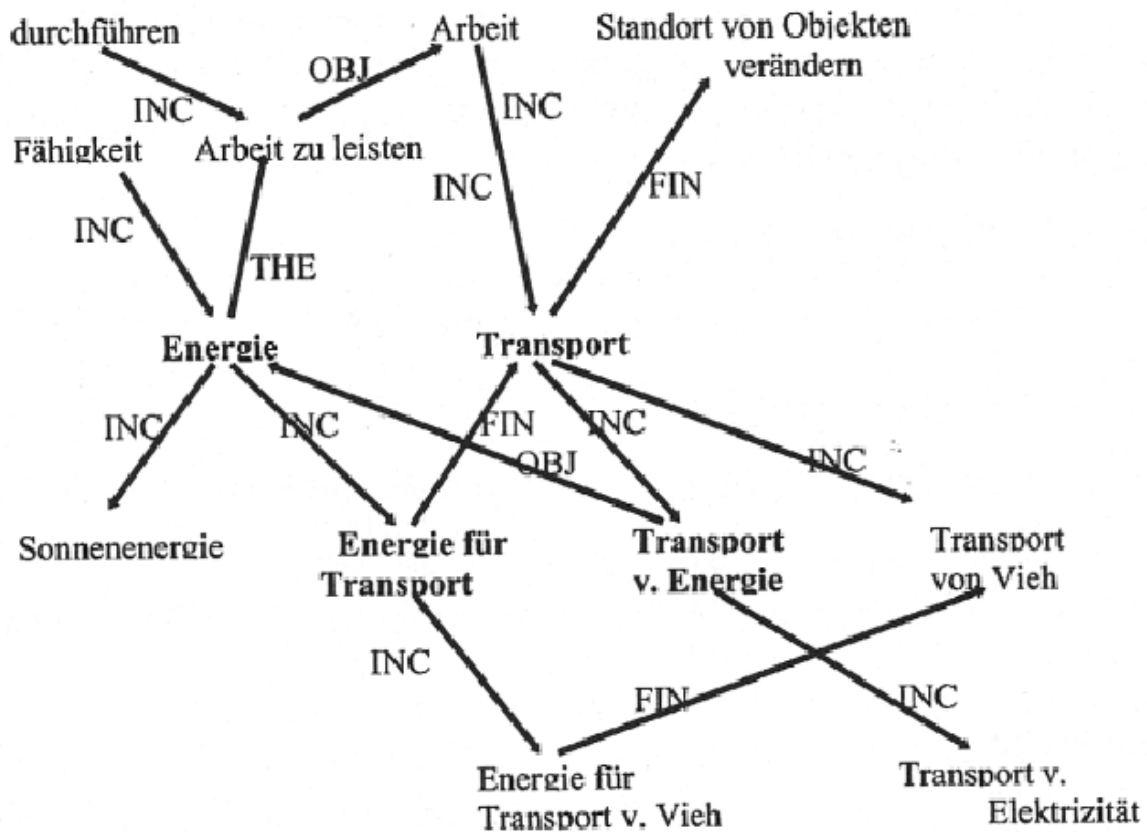 durchführen
Arbeit
Standort von Objekten
verändern
OBJ
INC
INC
Fähigkeit
Arbeit zu leisten
INC
FIN
INC
THE
Energie
Transport
INC
INC
FIN
INC
OBJ
INC
Sonnenenergie
Energie für
Transport
Transport
v. Energie
Transport
von Vieh
INC
FIN
INC
Energie für
Transport v. Vieh
Transport v.
Elektrizität